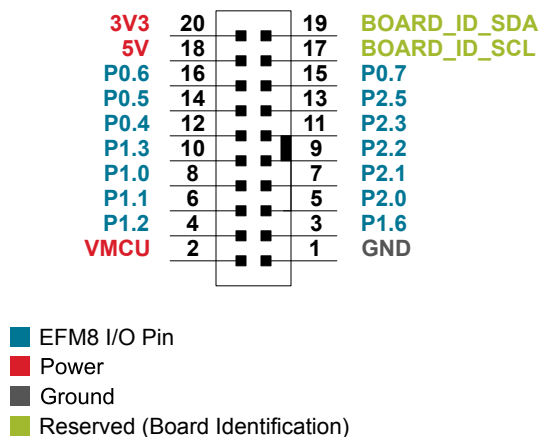 3V3 20 19 BOARD_ID_SDA
5V 18 17 BOARD_ID_SCL
P0.6 16 15 P0.7
P0.5 14 13 P2.5
P0.4 12 11 P2.3
P1.3 10 9 P2.2
P1.0 8 7 P2.1
P1.1 6 5 P2.0
P1.2 4 3 P1.6
VMCU 2 1 GND
EFM8 I/O Pin
Power
Ground
Reserved (Board Identification)